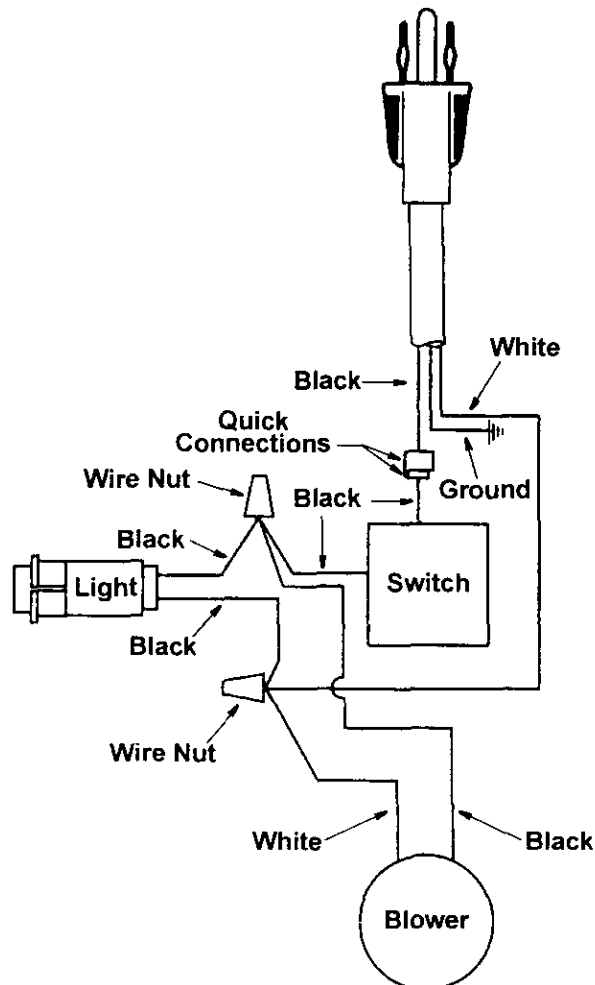 White
Black
Quick
Connections
Wire Nut
Black
Ground
Black
Light
Switch
Black
Wire Nut
White
Black
Blower